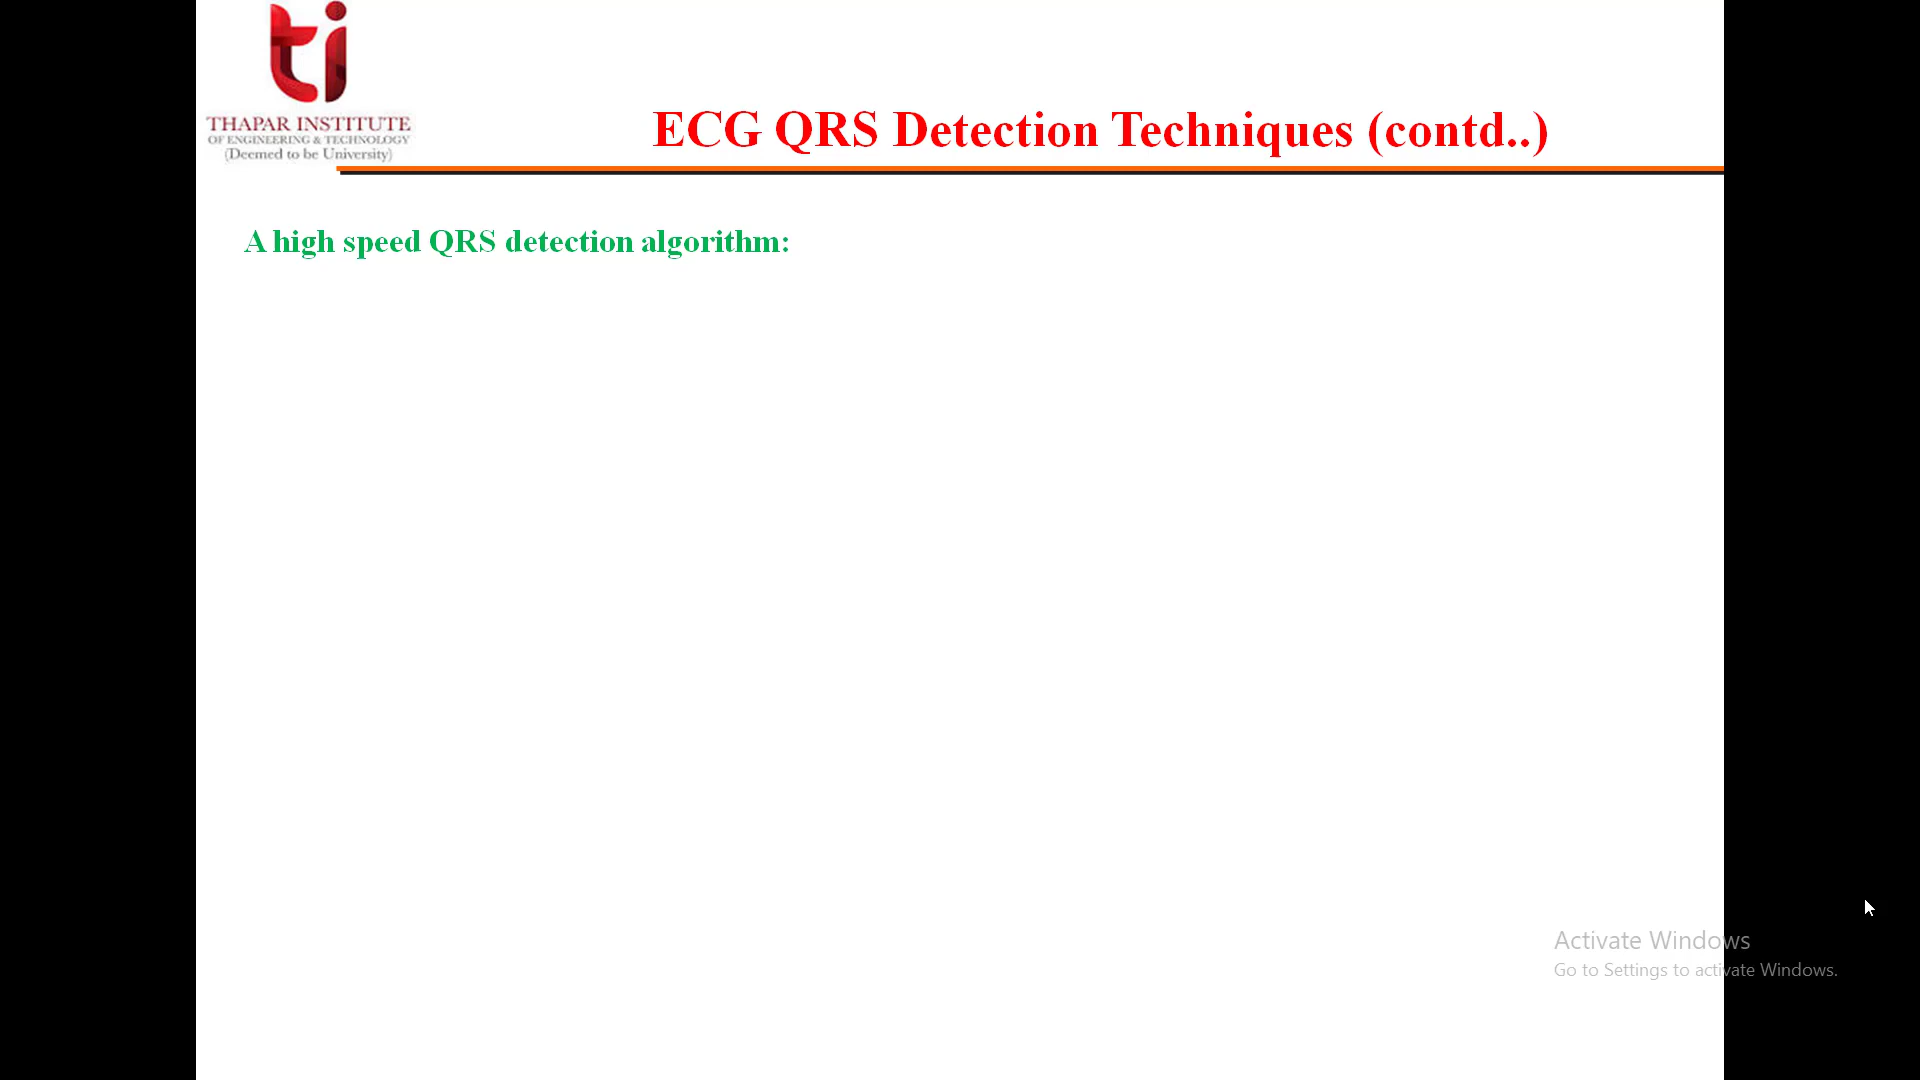 ti
THAPAR INSTITUTE
OF ENGINEERING & TECHNOLOGY
(Deemed to be University)
ECG QRS Detection Techniques (contd..)
A high speed QRS detection algorithm:
Activate Windows
Go to Settings to activate Windows.